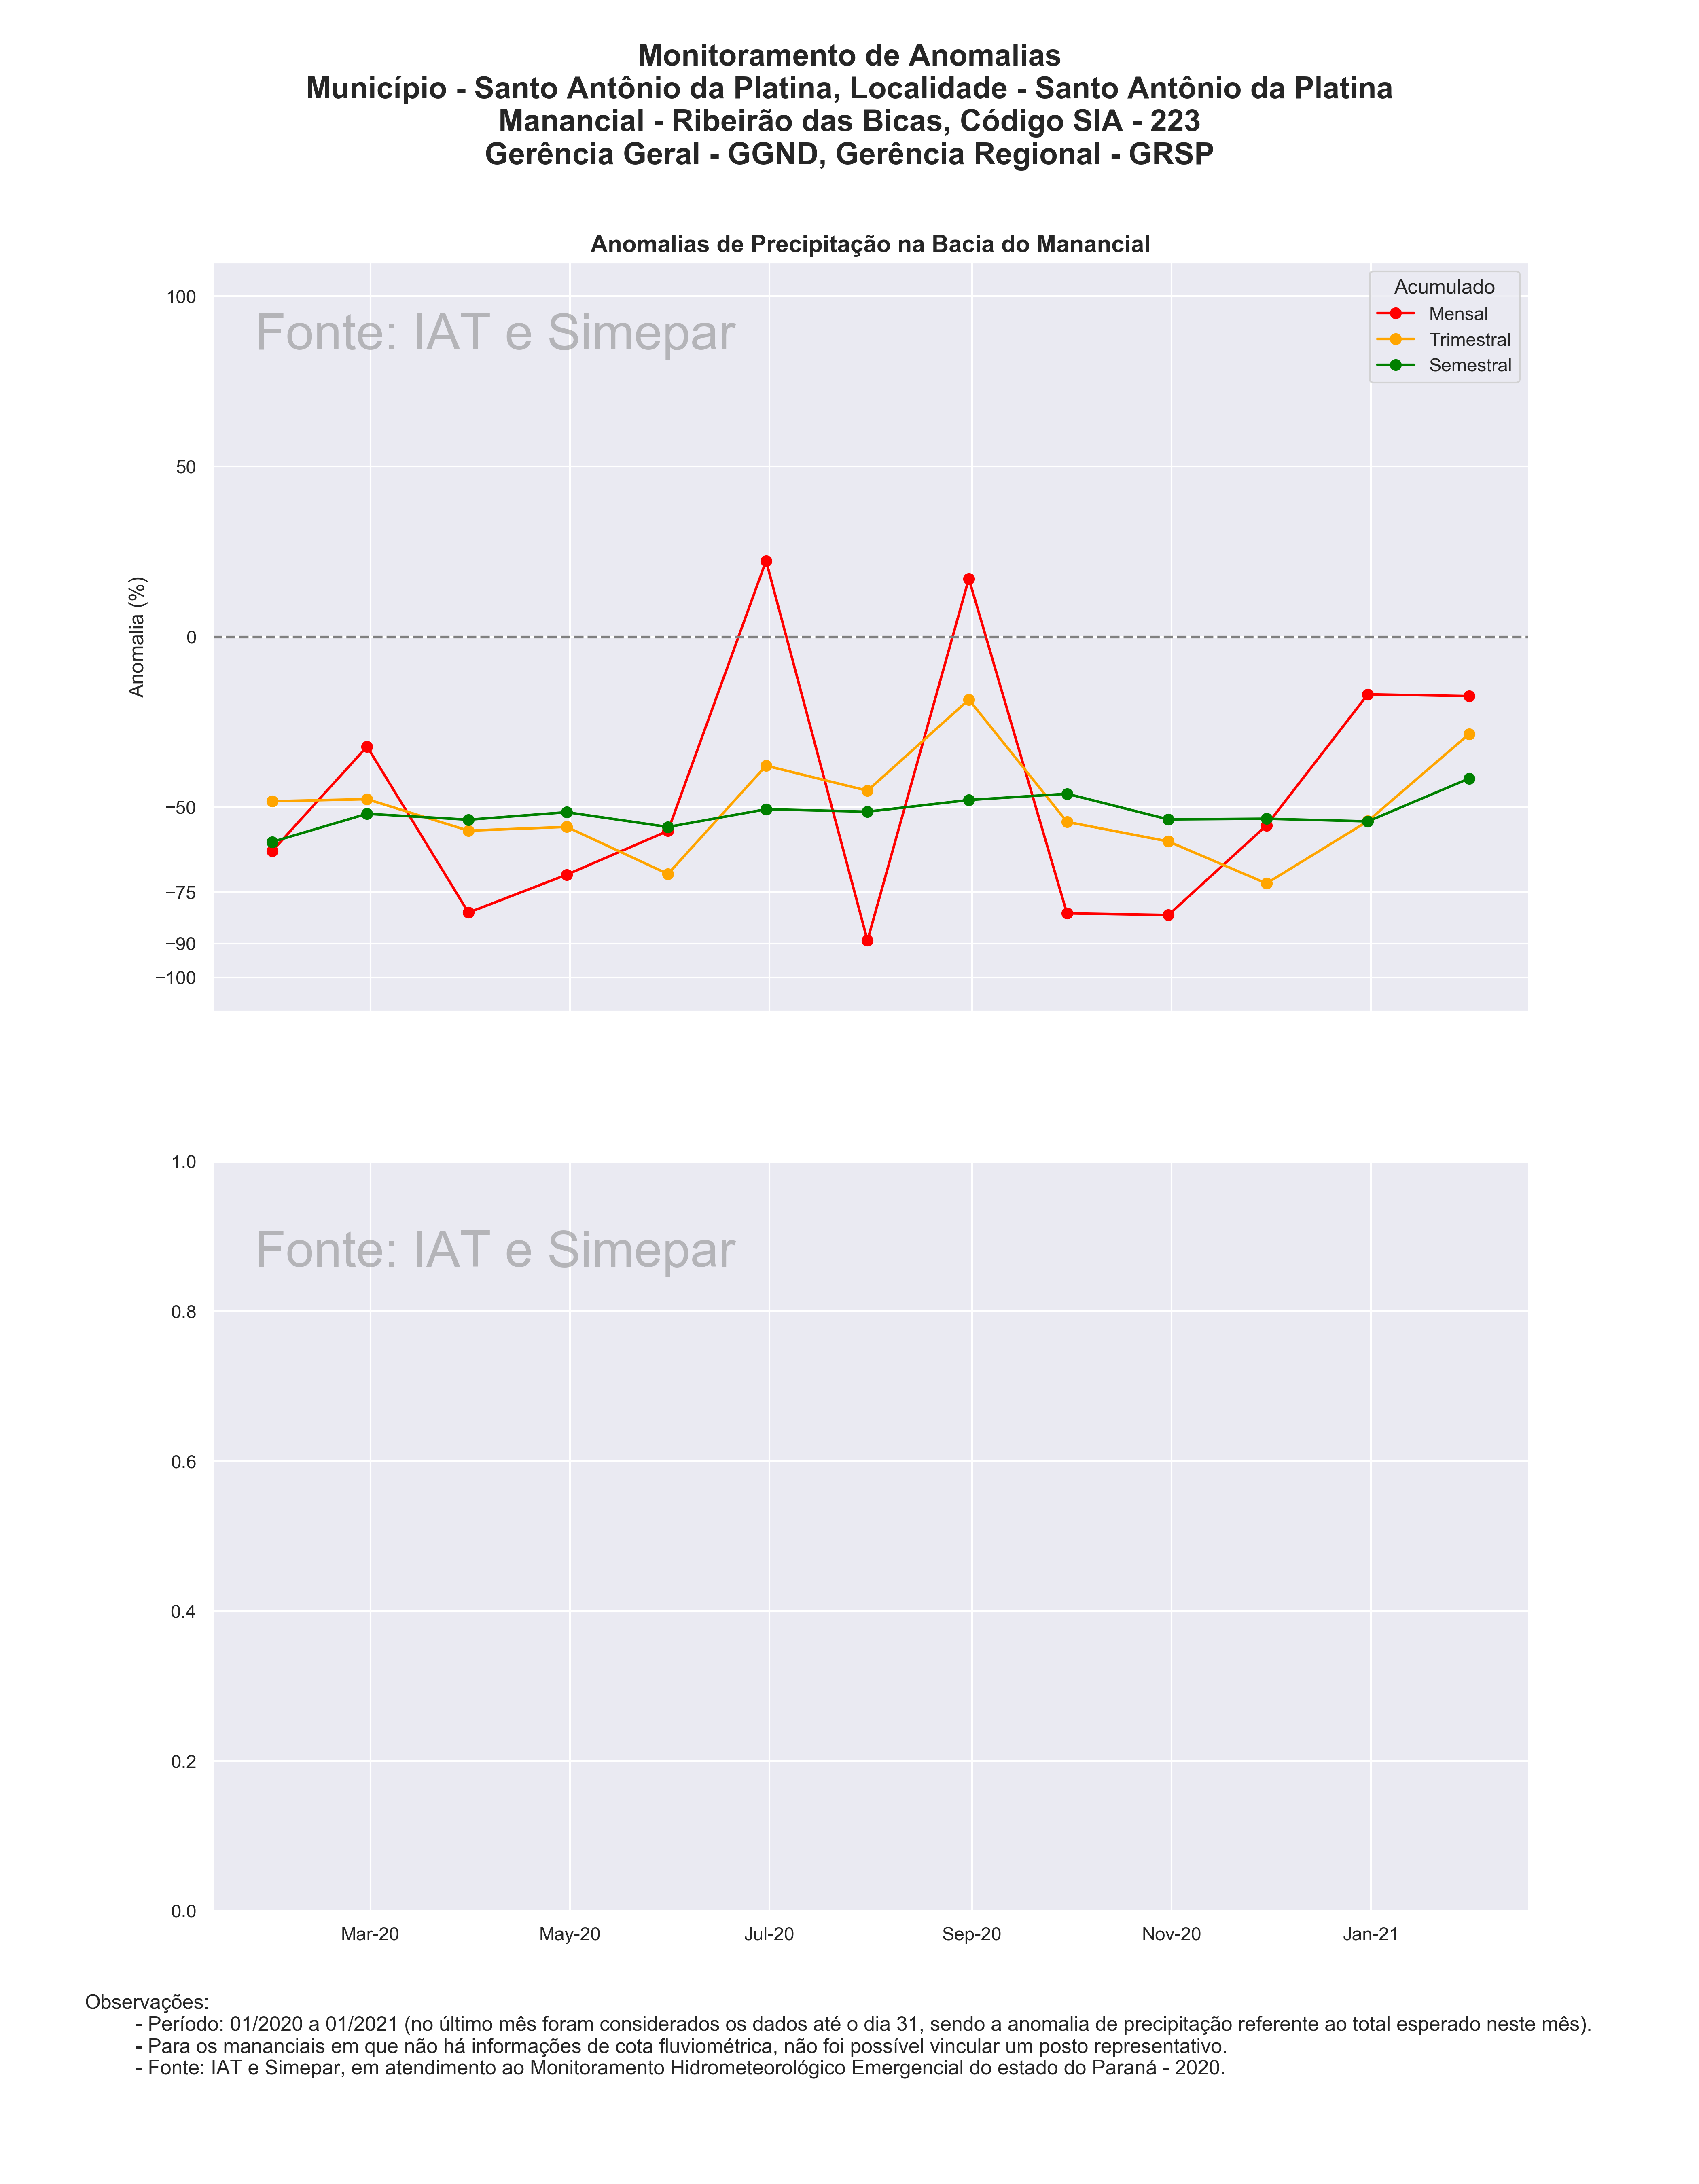 Monitoramento de Anomalias
Município - Santo Antônio da Platina, Localidade - Santo Antônio da Platina
Manancial - Ribeirão das Bicas, Código SIA - 223
Gerência Geral - GGND, Gerência Regional - GRSP
Anomalias de Precipitação na Bacia do Manancial
Fonte: IAT e Simepar
Acumulado
Mensal
Trimestral
Semestral
Anomalia (%)
100
50
0
−50
−75
−90
−100
Fonte: IAT e Simepar
1.0
0.8
0.6
0.4
0.2
0.0
Mar-20 May-20 Jul-20 Sep-20 Nov-20 Jan-21
Observações:
- Período: 01/2020 a 01/2021 (no último mês foram considerados os dados até o dia 31, sendo a anomalia de precipitação referente ao total esperado neste mês).
- Para os mananciais em que não há informações de cota fluviométrica, não foi possível vincular um posto representativo.
- Fonte: IAT e Simepar, em atendimento ao Monitoramento Hidrometeorológico Emergencial do estado do Paraná - 2020.